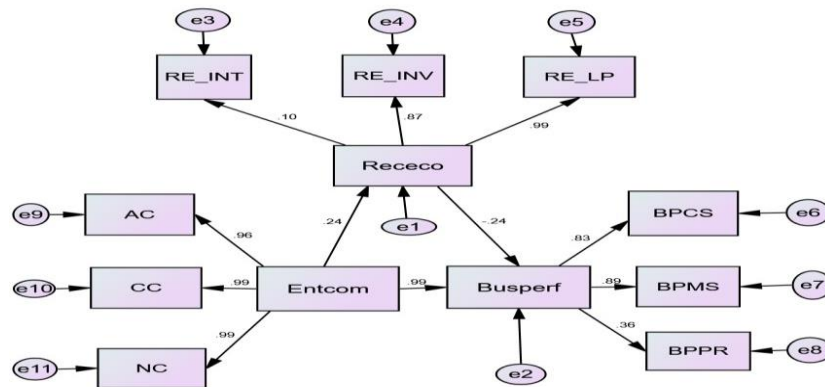 e3
e4
e5
RE_INT
RE_INV
RE_LP
.10
.87
.99
Receco
e9
AC
.96
.24
e1
-.24
.83
BPCS
e6
e10
CC
.99
Entcom
.99
Busperf
.89
BPMS
e7
.99
.36
e11
NC
e2
BPPR
e8